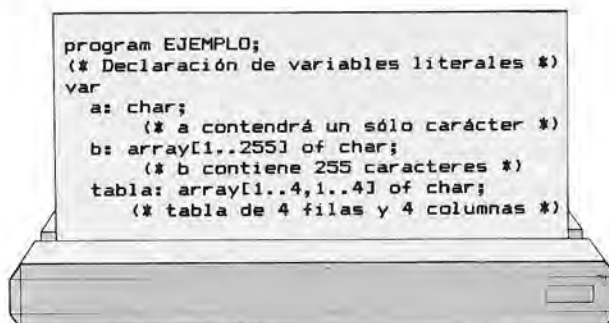 program EJEMPLO;
(* Declaración de variables literales *)
var
a: char;
(* a contendrá un sólo carácter *)
b: array[1..255] of char;
(* b contiene 255 caracteres *)
tabla: array[1..4,1..4] of char;
(* tabla de 4 filas y 4 columnas *)